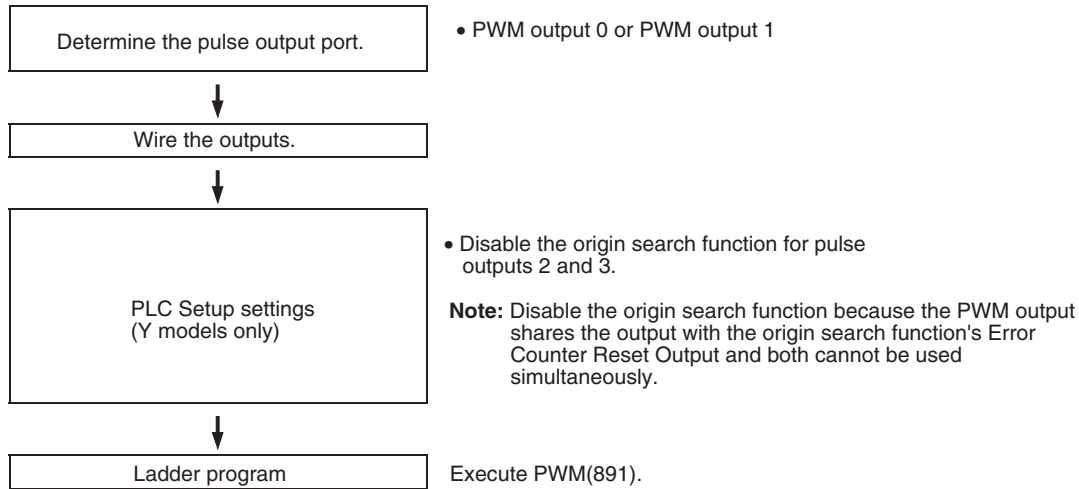 Determine the pulse output port.
• PWM output 0 or PWM output 1
Wire the outputs.
PLC Setup settings
(Y models only)
• Disable the origin search function for pulse
outputs 2 and 3.
Note: Disable the origin search function because the PWM output
shares the output with the origin search function's Error
Counter Reset Output and both cannot be used
simultaneously.
Ladder program
Execute PWM(891).